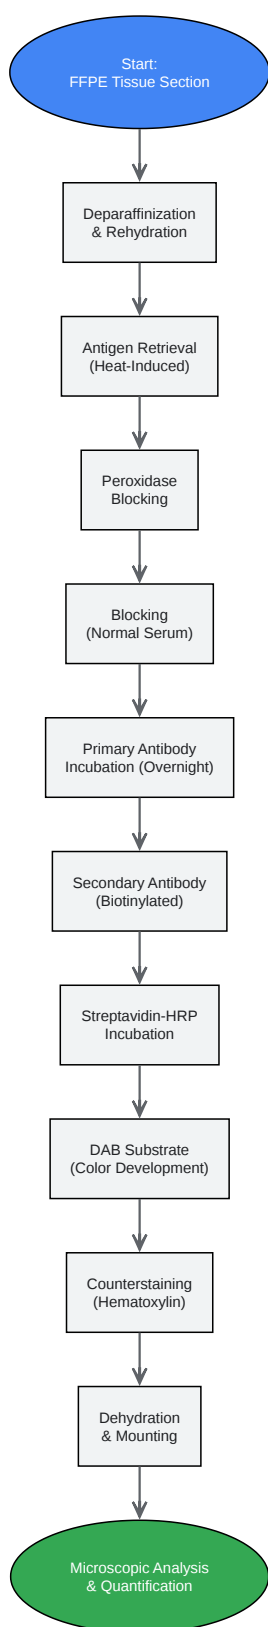 Start:
FFPE Tissue Section
Deparaffinization
& Rehydration
Antigen Retrieval
(Heat-Induced)
Peroxidase
Blocking
Blocking
(Normal Serum)
Primary Antibody
Incubation (Overnight)
Secondary Antibody
(Biotinylated)
Streptavidin-HRP
Incubation
DAB Substrate
(Color Development)
Counterstaining
(Hematoxylin)
Dehydration
& Mounting
Microscopic Analysis
& Quantification